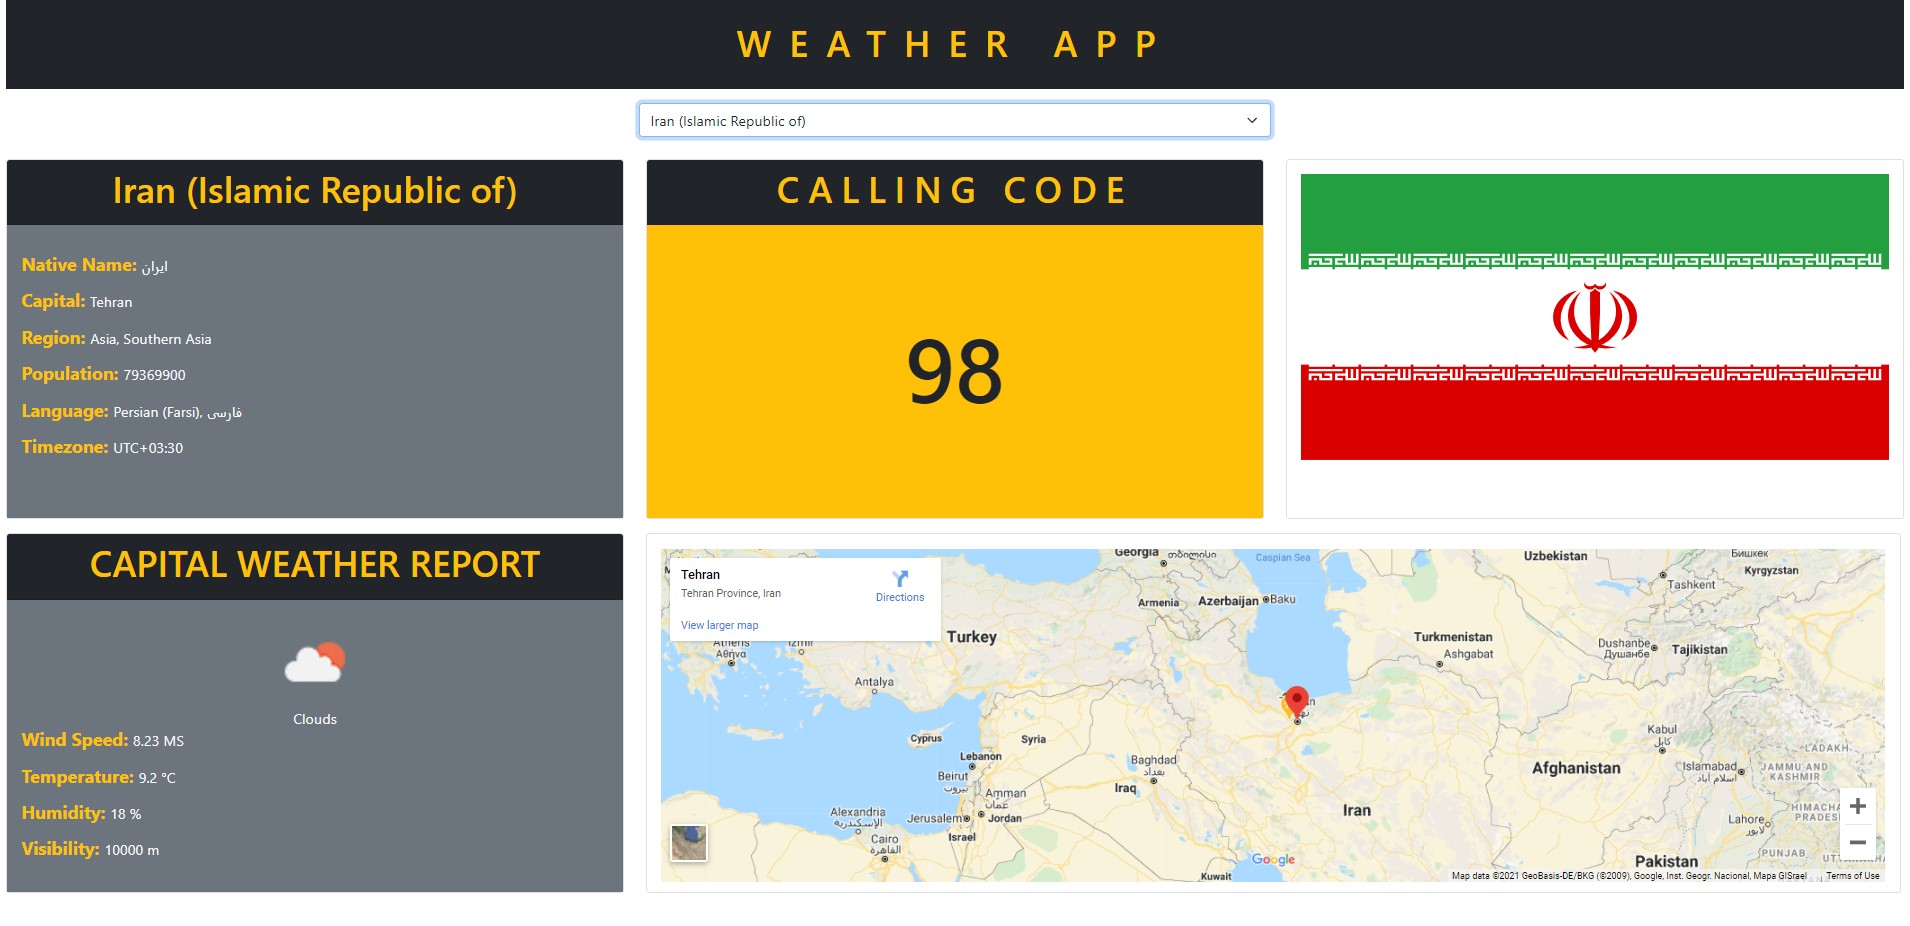 WEATHER APP
Iran (Islamic Republic of)
Iran (Islamic Republic of)
Native Name: ایران
Capital: Tehran
Region: Asia, Southern Asia
Population: 79369900
Language: Persian (Farsi), فارسی
Timezone: UTC+03:30
CALLING CODE
98
CAPITAL WEATHER REPORT
Clouds
Wind Speed: 8.23 MS
Temperature: 9.2 °C
Humidity: 18 %
Visibility: 10000 m
Tehran
Tehran Province, Iran
Directions
View larger map
Georgia
თბილისი
Caspian Sea
Uzbekistan
Бишкек
Kyrgyzstan
Tashkent
Armenia
Azerbaijan
Baku
Turkey
Athens
Αθήνα
Izmir
Turkmenistan
Ashgabat
Dushanbe
Душанбе
Tajikistan
Antalya
Cyprus
Syria
Lebanon
Beirut
بيروت
Baghdad
بغداد
Iraq
Kabul
کابل
LADAKH
Afghanistan
Islamabad
اسلام آباد
JAMMU AND
KASHMIR
Amman
عمّان
Jordan
Alexandria
الإسكندرية
Jerusalem
Israel
Iran
Cairo
القاهرة
Lahore
لاہور
PUNJAB
Pakistan
Kuwait
Google
Map data ©2021 GeoBasis-DE/BKG (©2009), Google, Inst. Geogr. Nacional, Mapa GISrael
Terms of Use